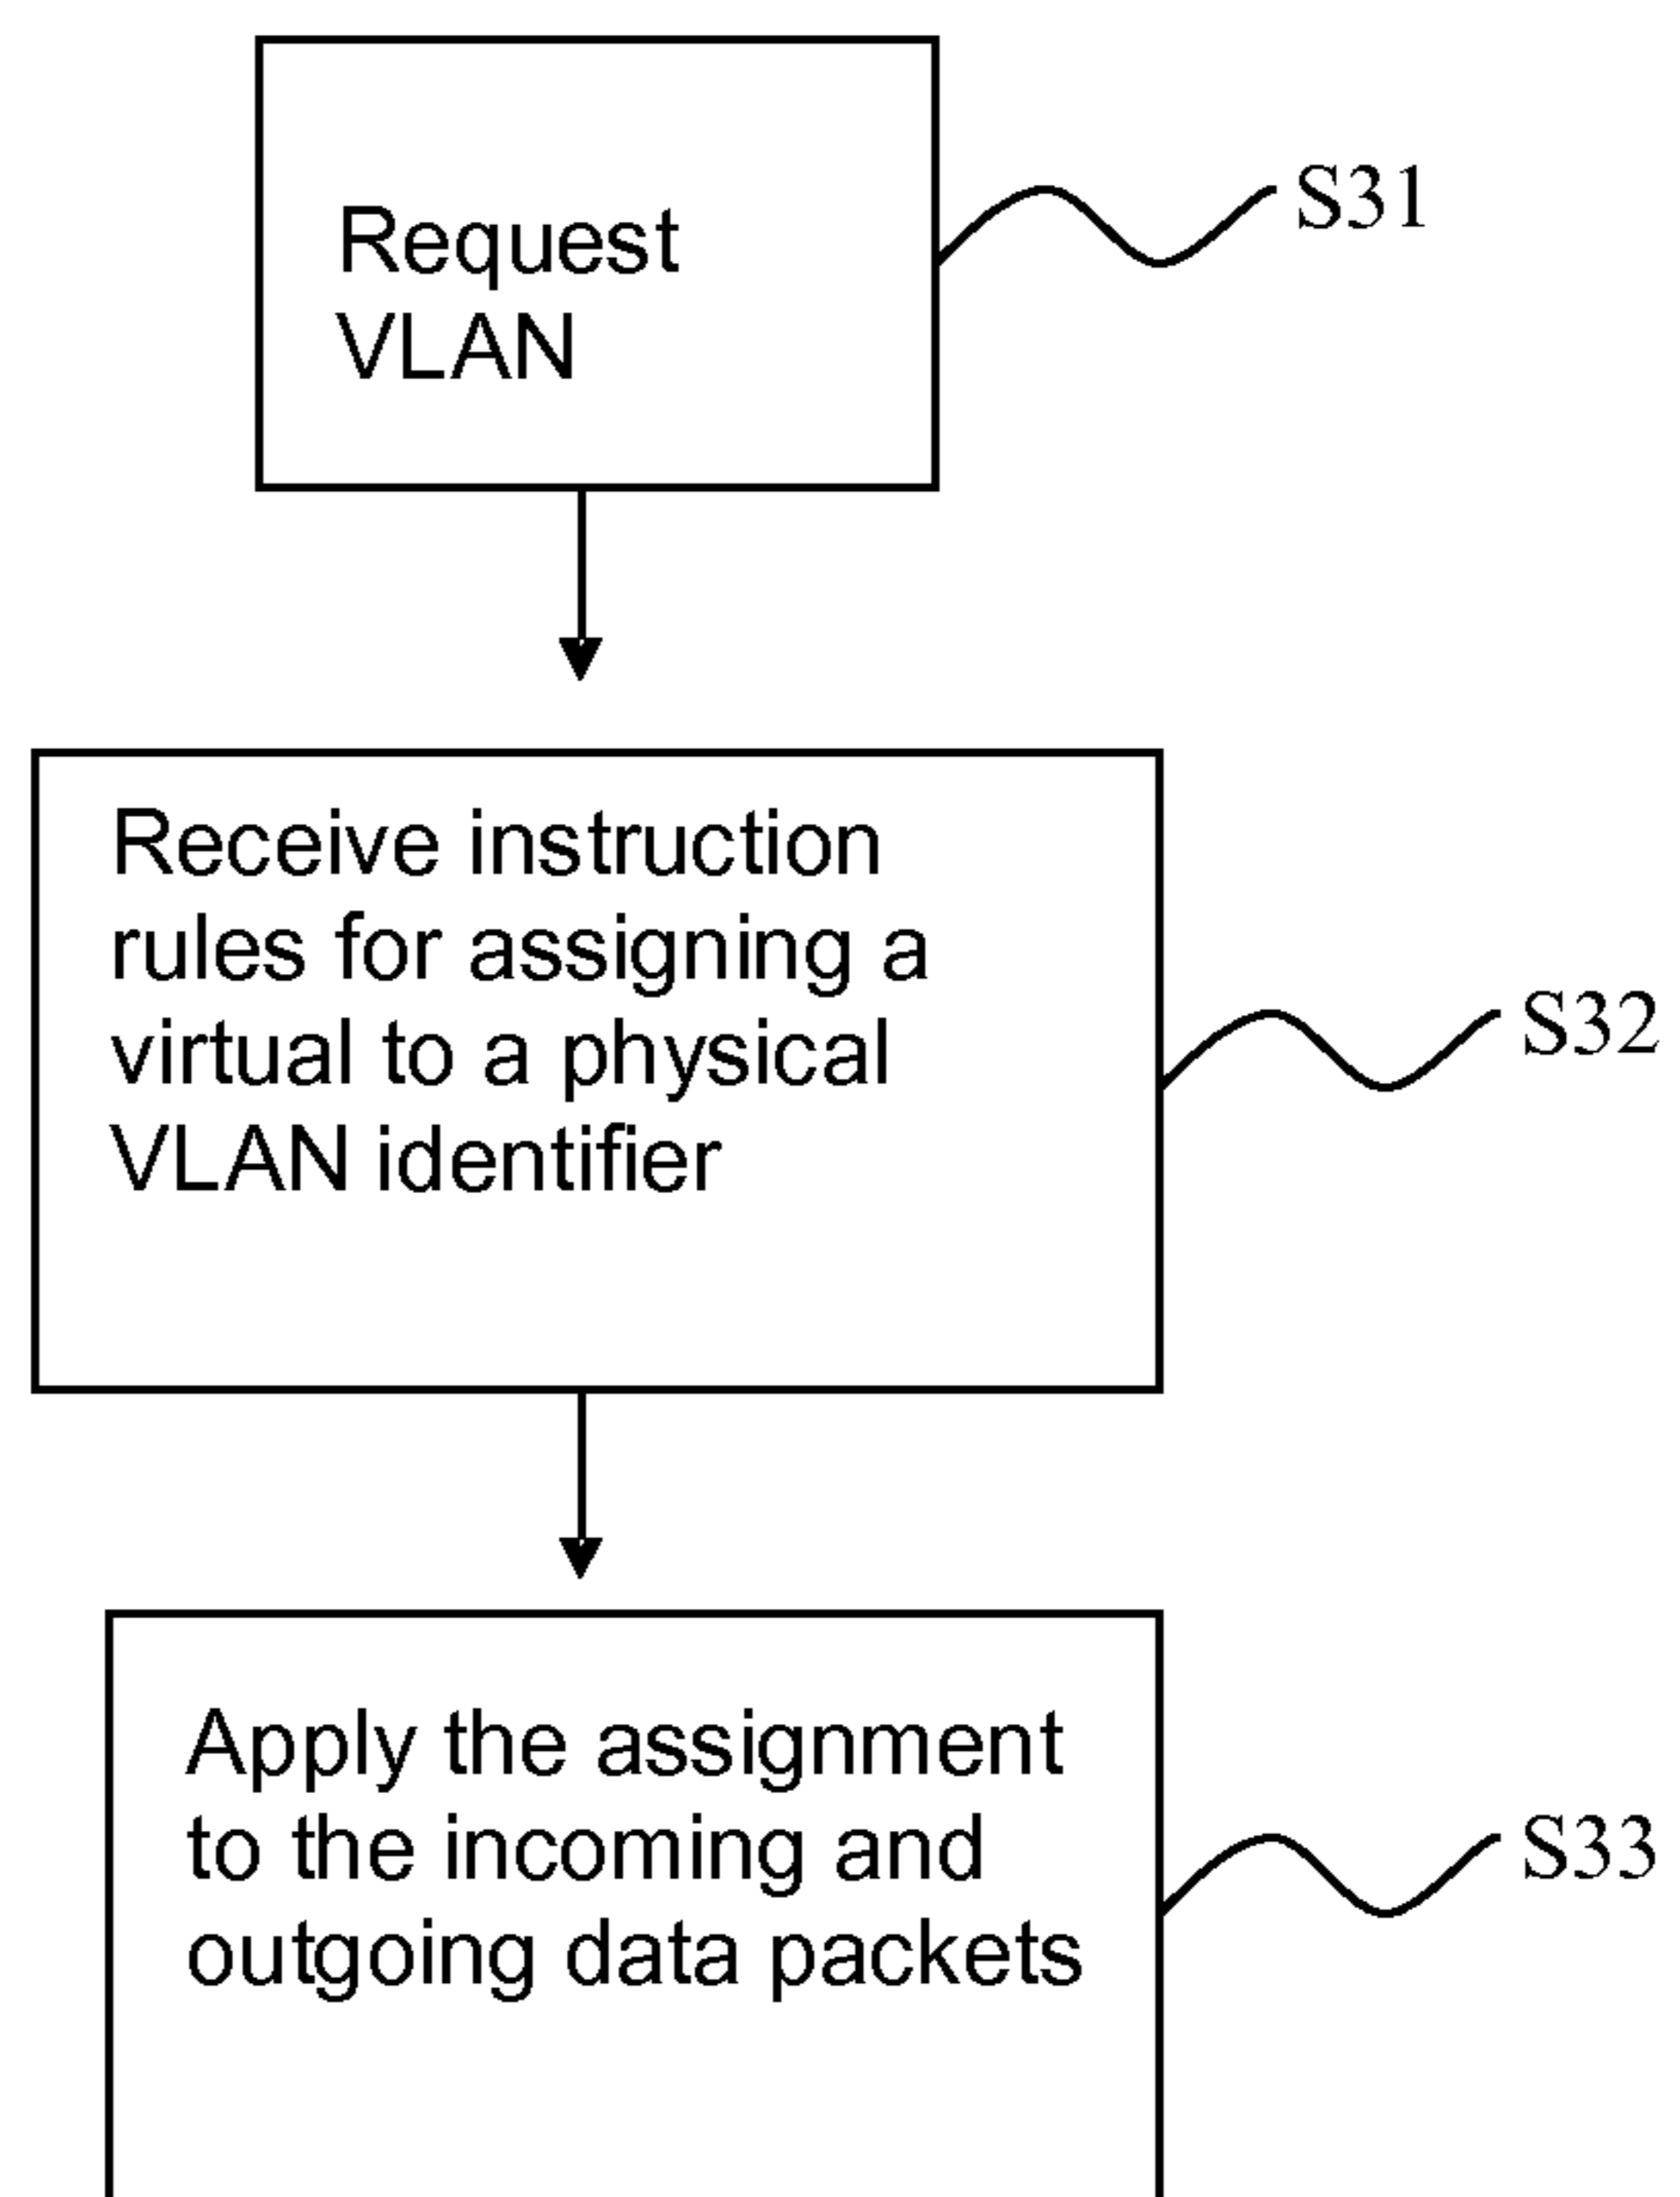 Request
VLAN
S31
Receive instruction
rules for assigning a
virtual to a physical
VLAN identifier
S32
Apply the assignment
to the incoming and
outgoing data packets
S33